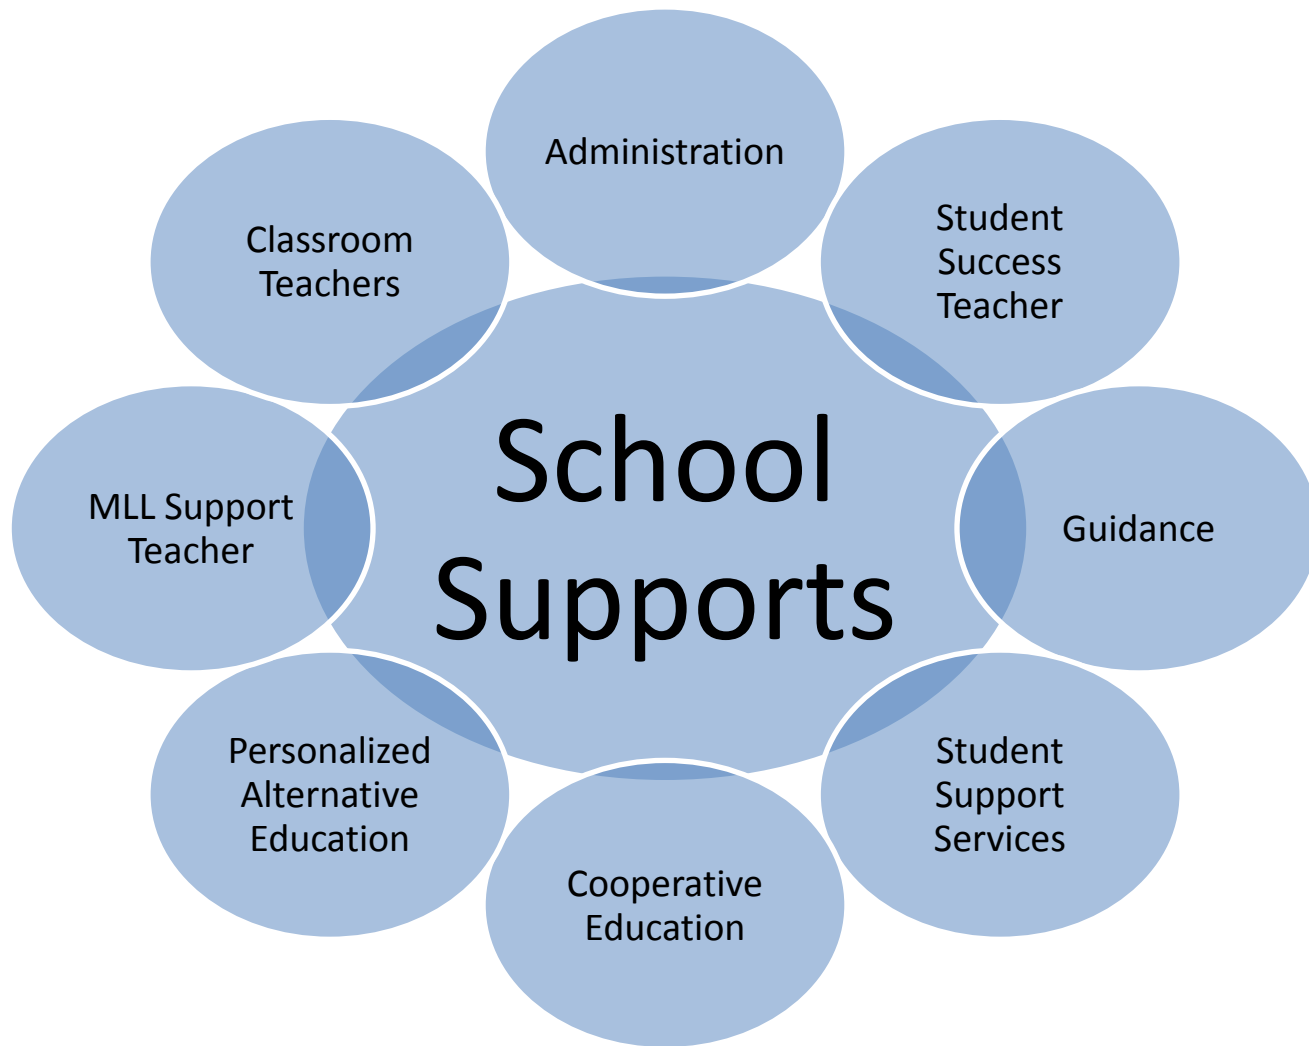 Administration
Student
Success
Teacher
Guidance
Student
Support
Services
Cooperative
Education
Personalized
Alternative
Education
MLL Support
Teacher
Classroom
Teachers
School
Supports